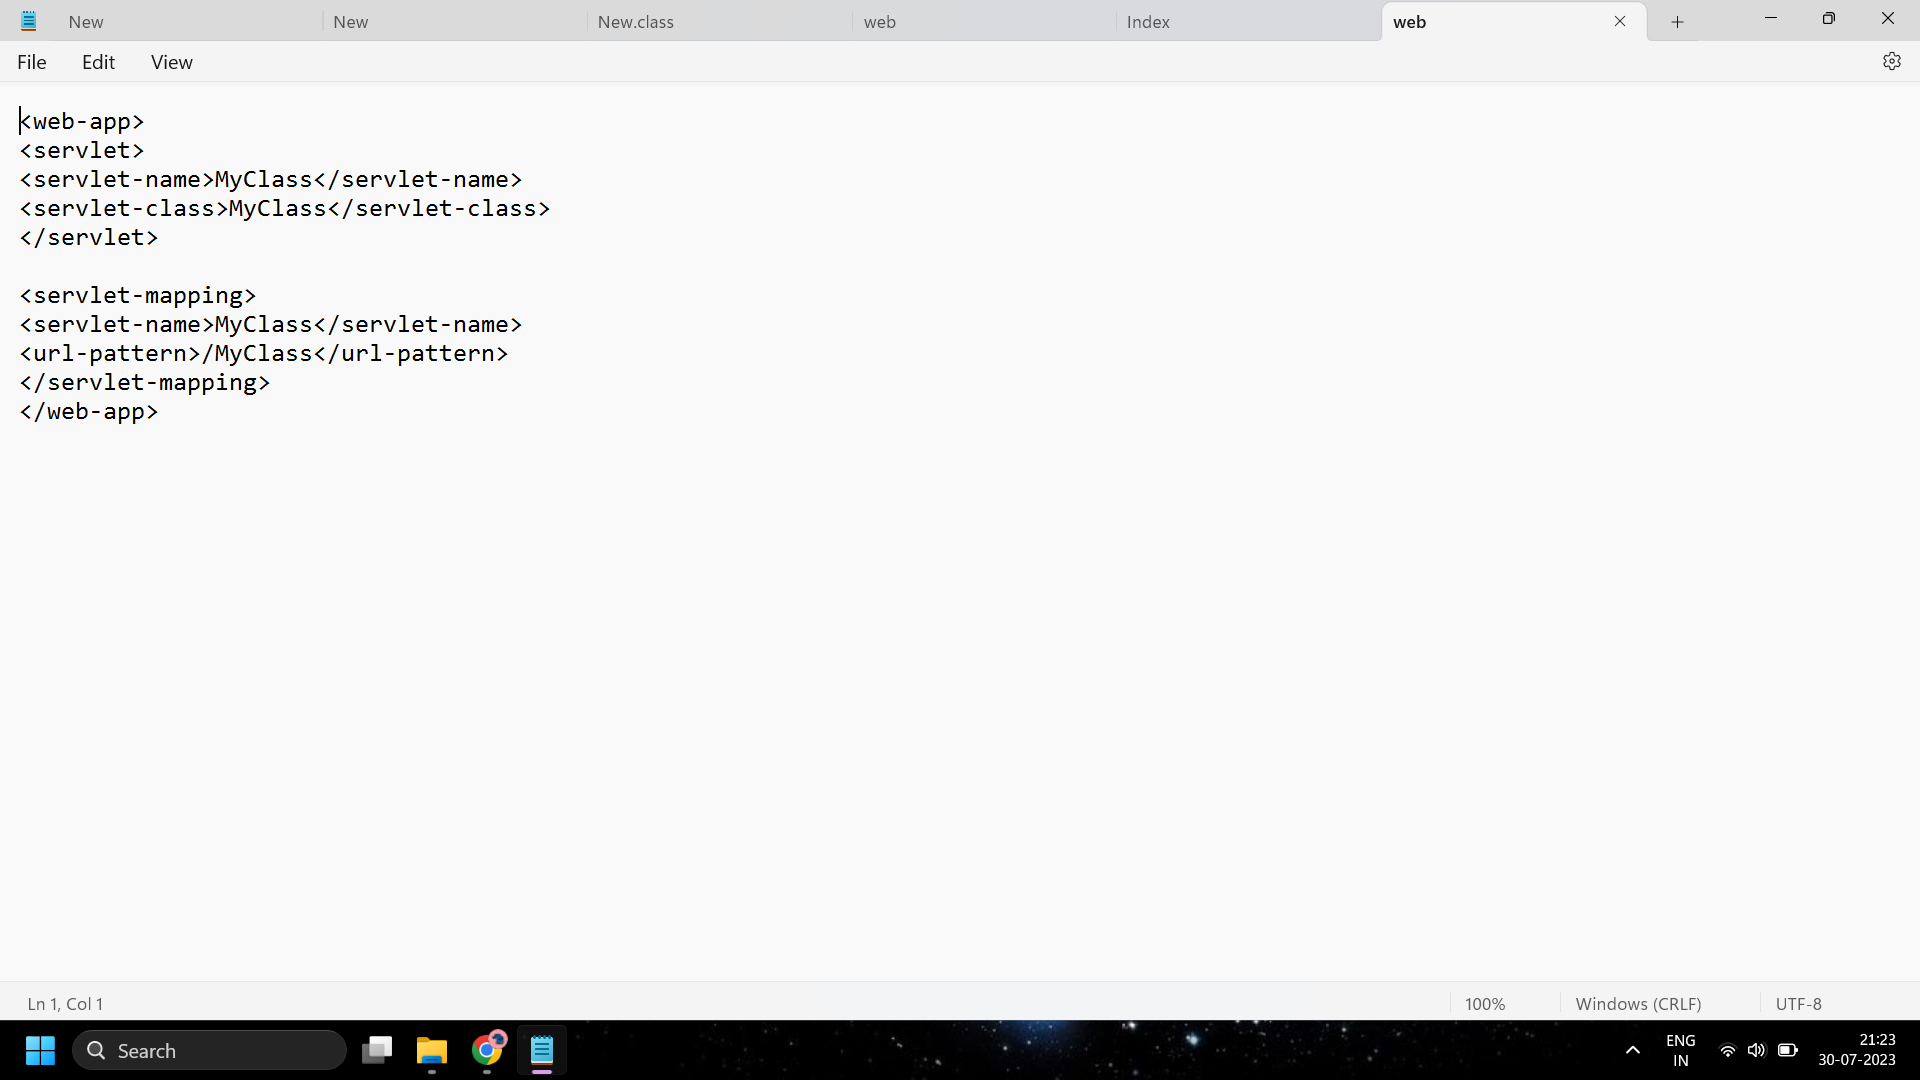 New New New.class web Index web
File Edit View
<web-app>
<servlet>
<servlet-name>MyClass</servlet-name>
<servlet-class>MyClass</servlet-class>
</servlet>

<servlet-mapping>
<servlet-name>MyClass</servlet-name>
<url-pattern>/MyClass</url-pattern>
</servlet-mapping>
</web-app>
Ln 1, Col 1 100% Windows (CRLF) UTF-8
Search ENG 21:23
IN 30-07-2023